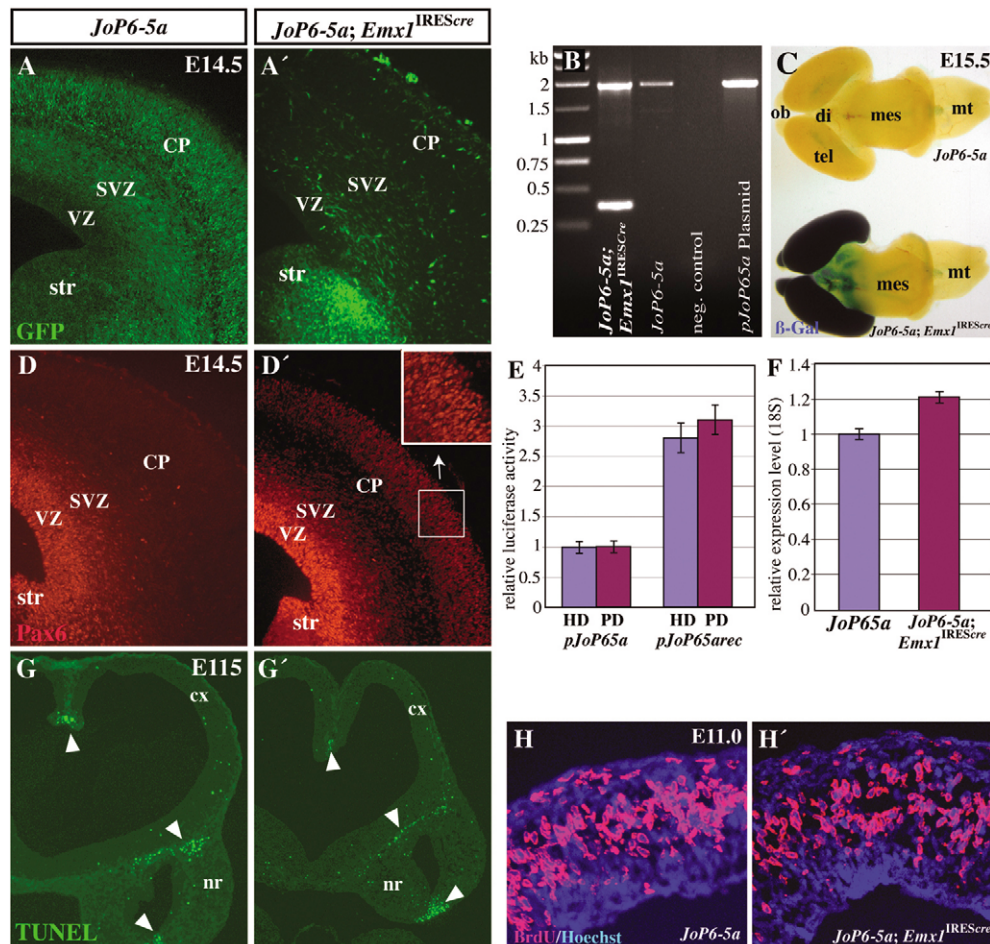 JoP6-5a
JoP6-5a; Emx1IREScre
A
E14.5
CP
SVZ
VZ
str
GFP
A´
CP
SVZ
VZ
str
B
kb
2
1.5
1
0.75
0.5
0.25
JoP6-5a;
Emx1IRESCre
JoP6-5a
neg. control
pJoP65a Plasmid
C
E15.5
ob
di
mes
mt
tel
JoP6-5a
mes
mt
ß-Gal
JoP6-5a; Emx1IREScre
D
E14.5
CP
SVZ
VZ
str
Pax6
D´
CP
SVZ
VZ
str
E
relative luciferase activity
4
3.5
3
2.5
2
1.5
1
0.5
0
HD PD
HD PD
pJoP65a
pJoP65arec
F
relative expression level (18S)
1.4
1.2
1
0.8
0.6
0.4
0.2
0
JoP65a
JoP6-5a;
Emx1IREScre
G
E115
cx
nr
TUNEL
G´
cx
nr
H
E11.0
BrdU/Hoechst
JoP6-5a
H´
JoP6-5a; Emx1IREScre